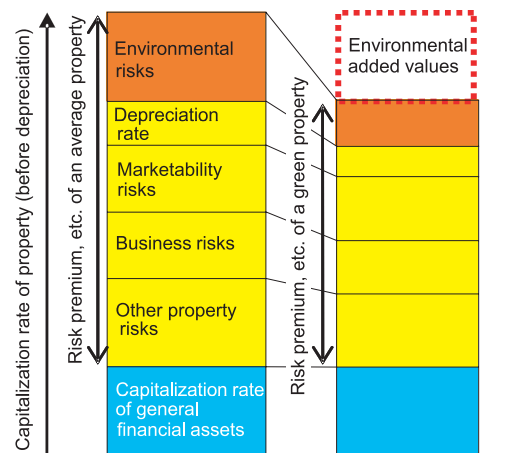 Capitalization rate of property (before depreciation)
Risk premium, etc. of an average property
Environmental
risks
Depreciation
rate
Marketability
risks
Business risks
Other property
risks
Capitalization rate
of general
financial assets
Risk premium, etc. of a green property
Environmental
added values